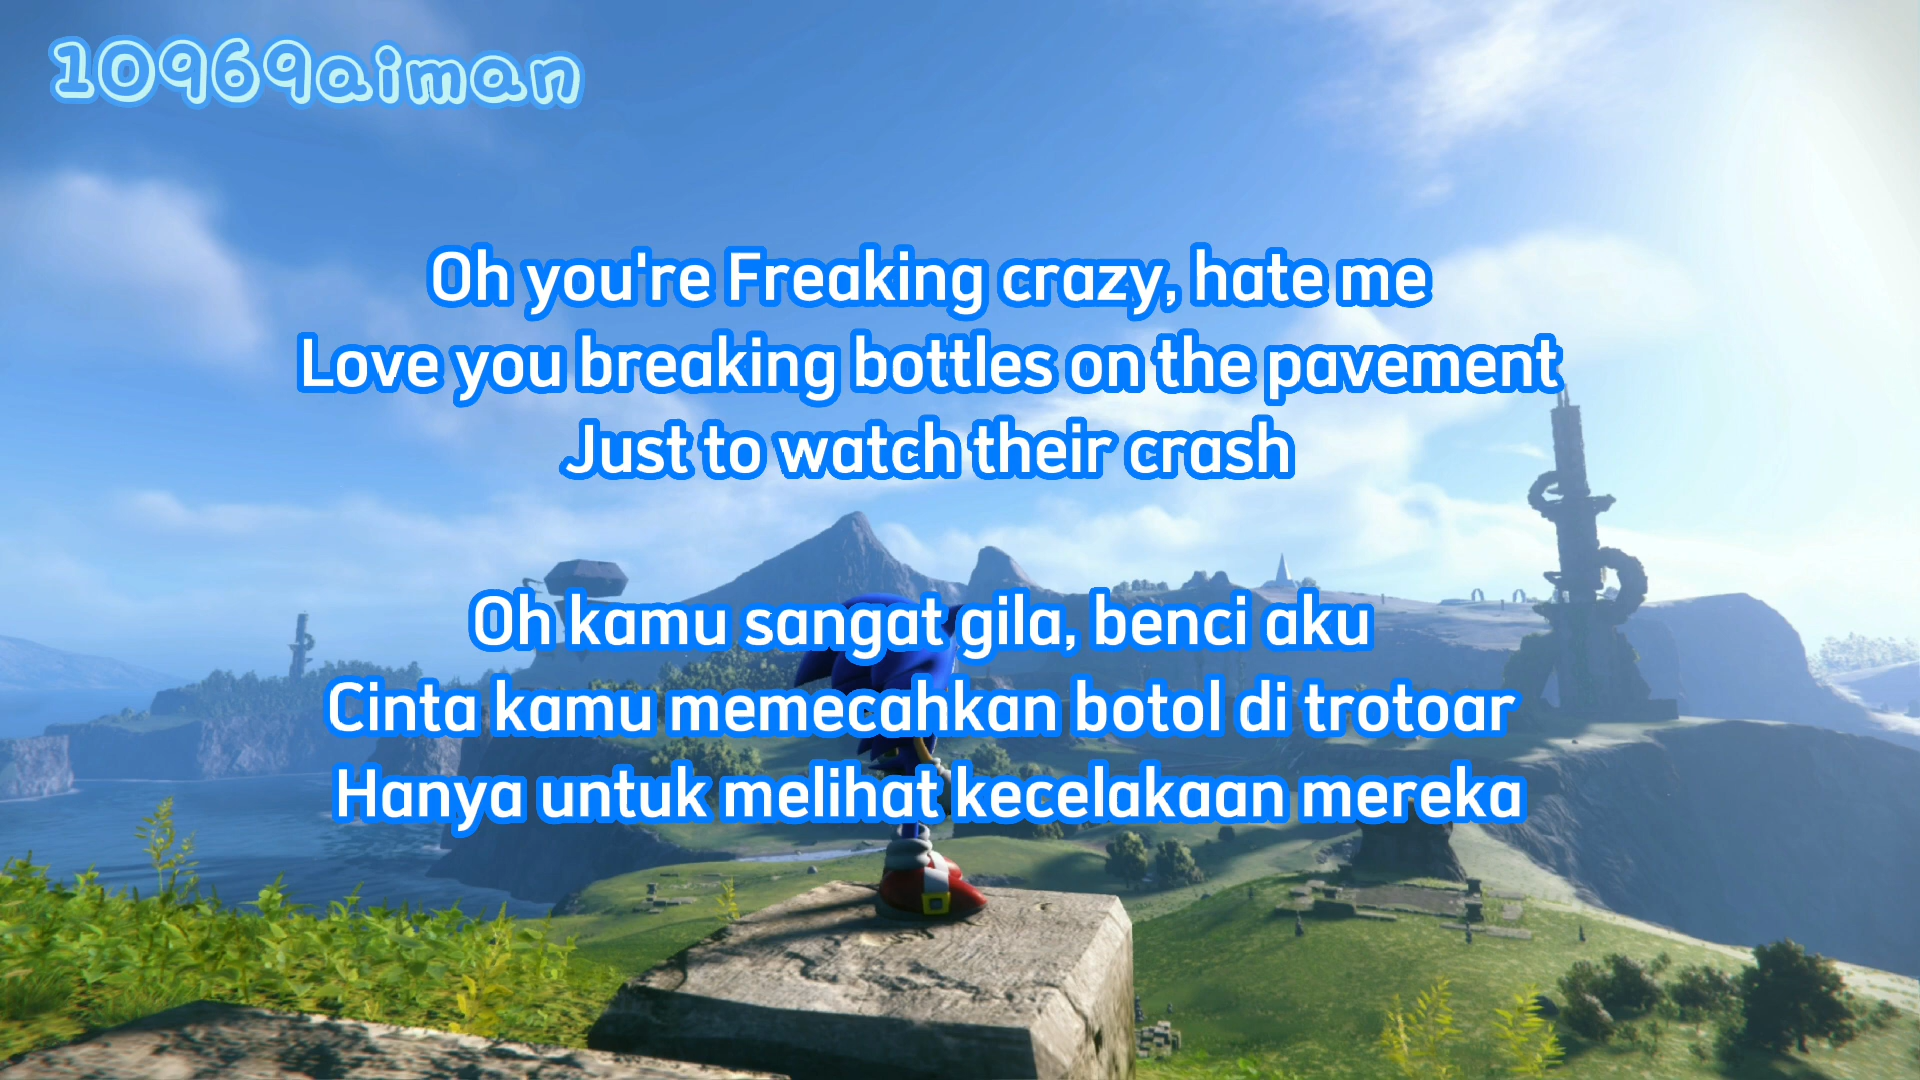 10969aiman
Oh you're Freaking crazy, hate me
Love you breaking bottles on the pavement
Just to watch their crash
Oh kamu sangat gila, benci aku
Cinta kamu memecahkan botol di trotoar
Hanya untuk melihat kecelakaan mereka